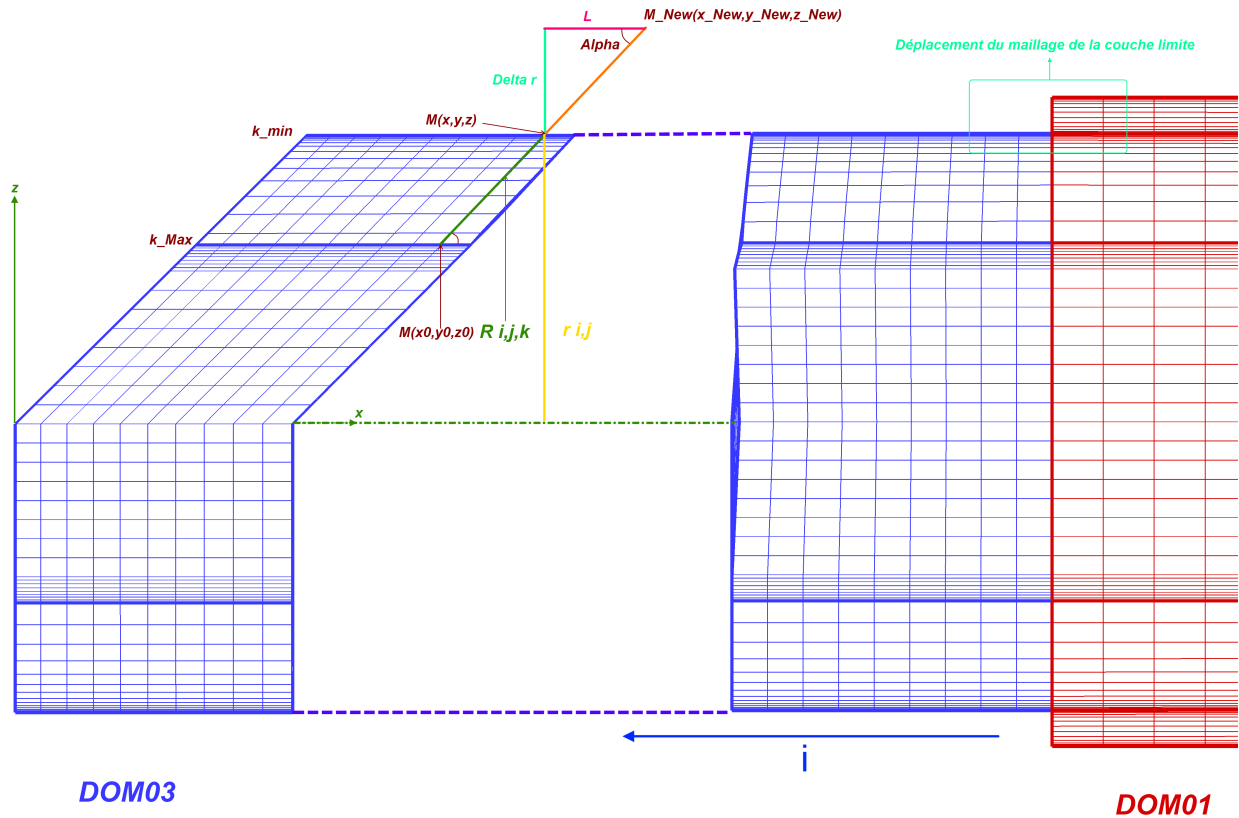 L
M_New(x_New,y_New,z_New)
Alpha
Déplacement du maillage de la couche limite
Delta r
M(x,y,z)
k_min
z
k_Max
M(x0,y0,z0)
R i,j,k
r i,j
x
i
DOM03
DOM01